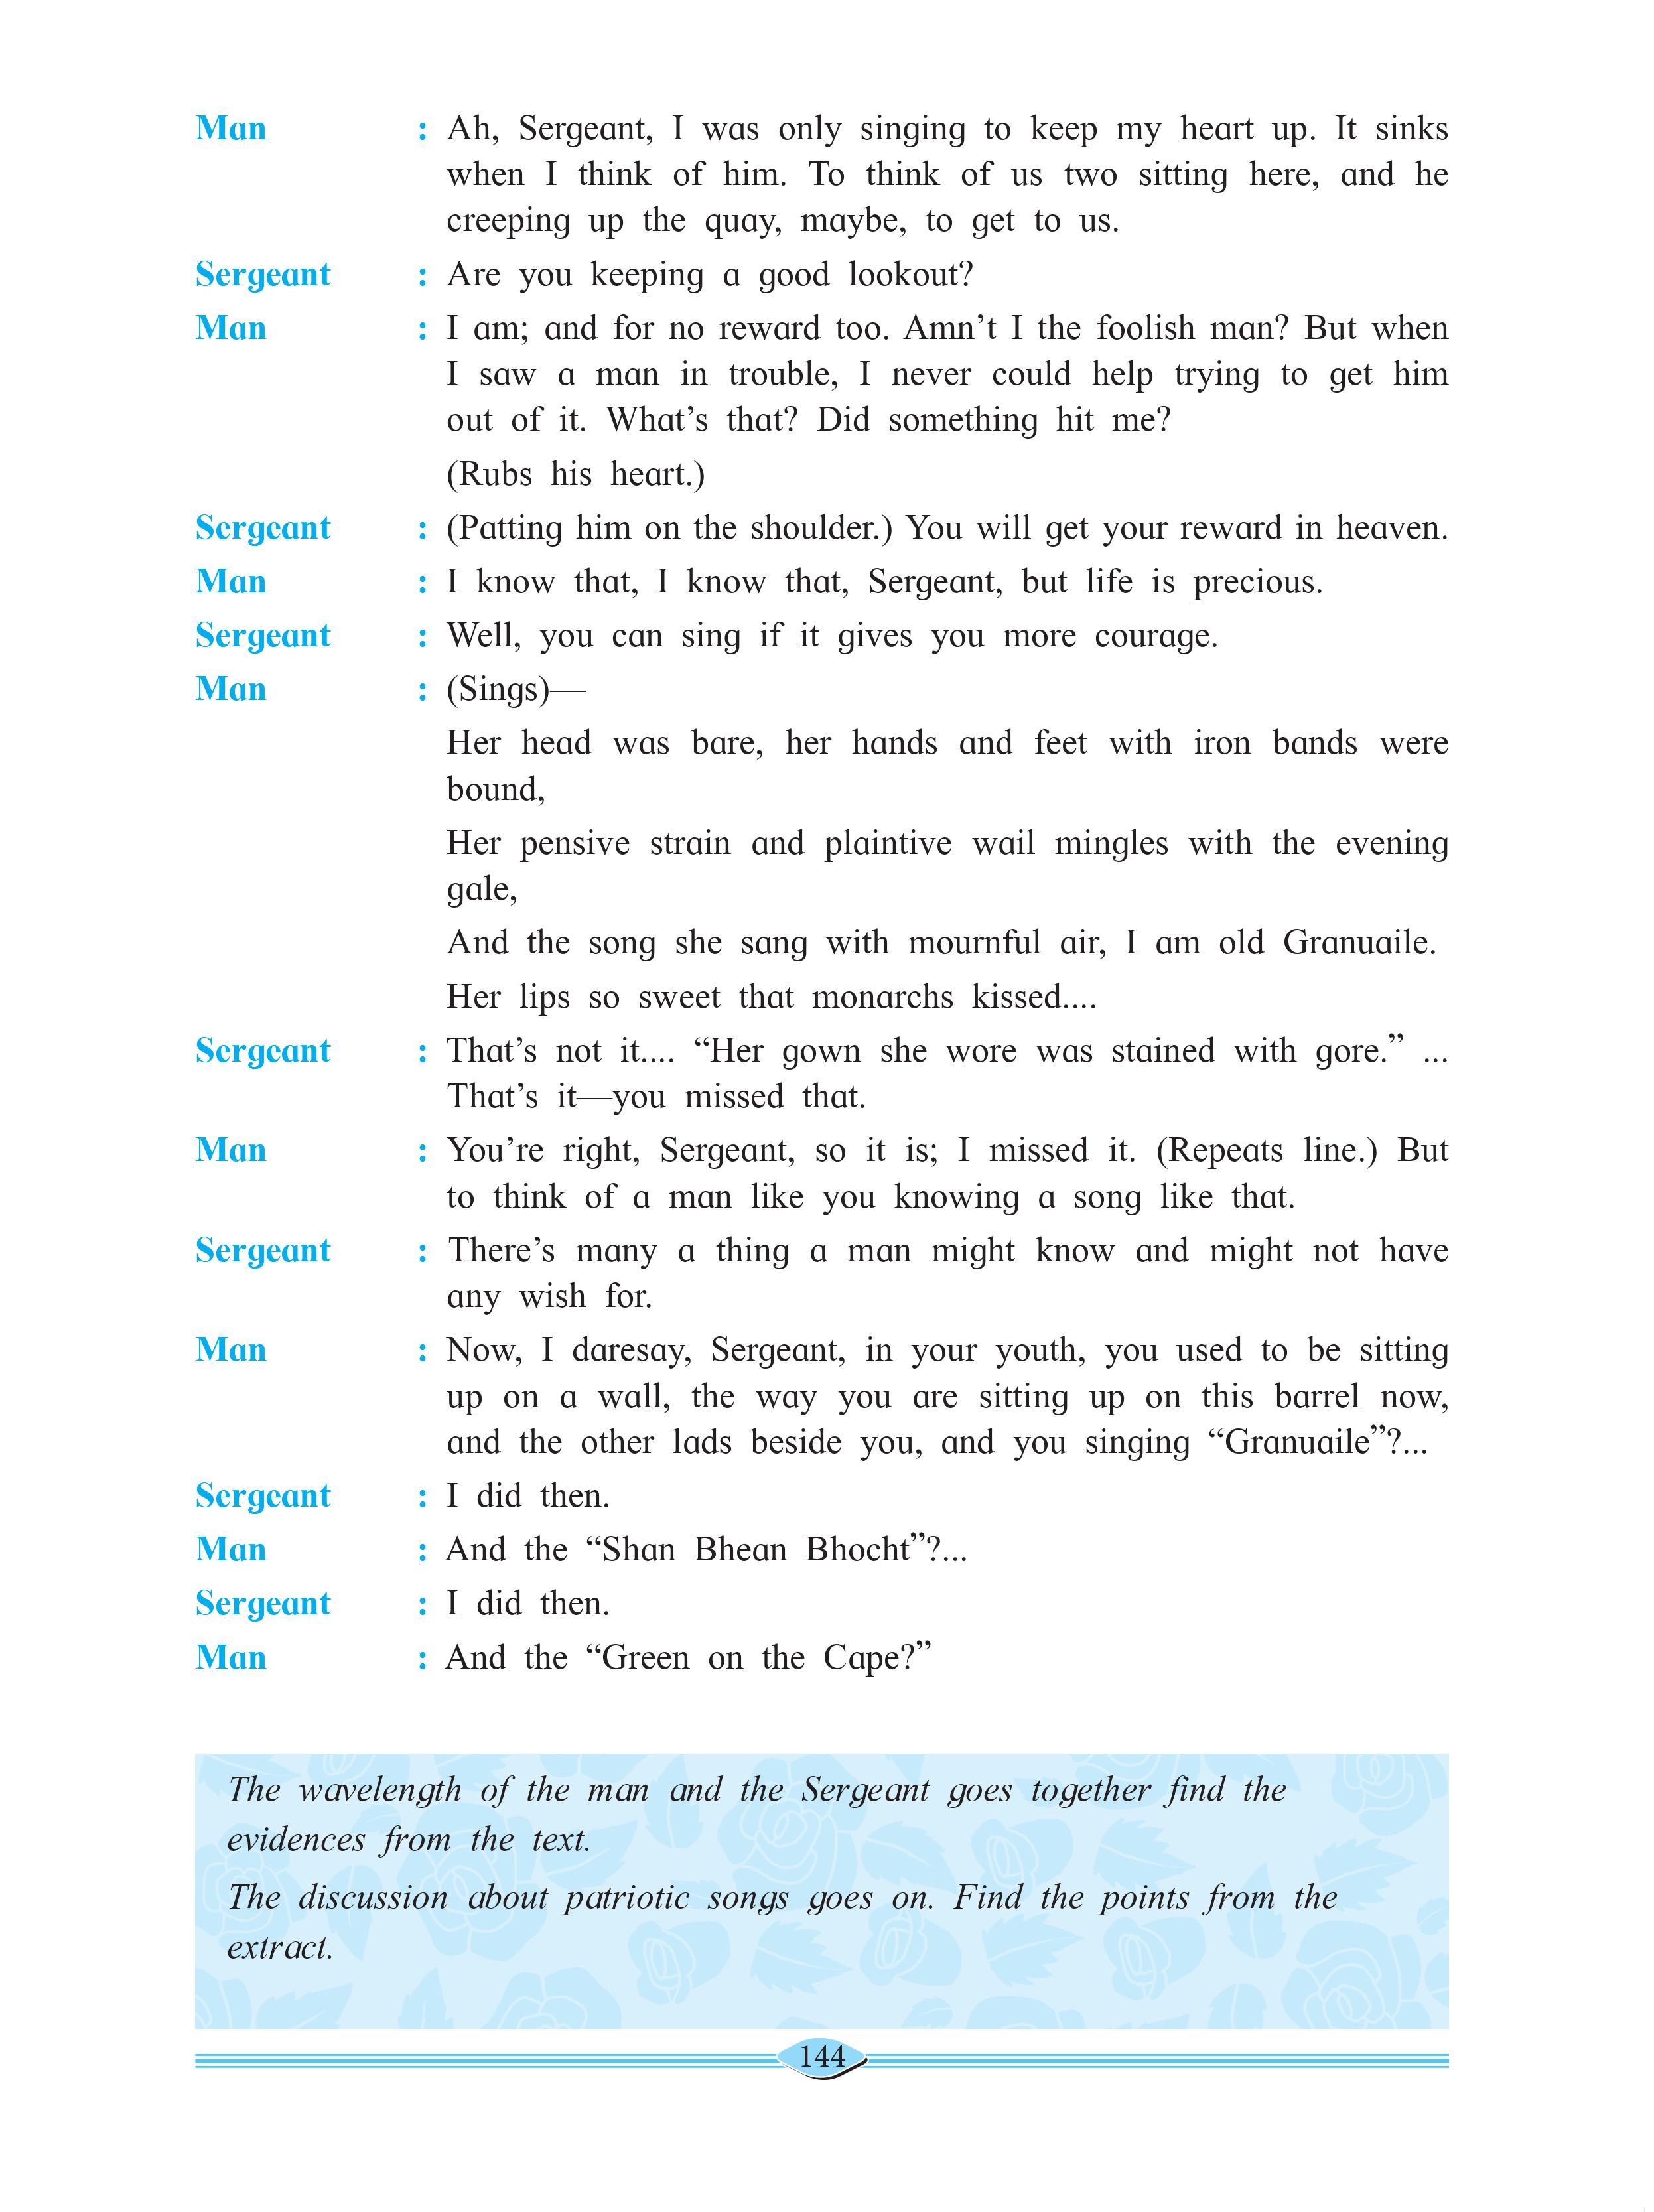 Man : Ah, Sergeant, I was only singing to keep my heart up. It sinks
when I think of him. To think of us two sitting here, and he
creeping up the quay, maybe, to get to us.
Sergeant : Are you keeping a good lookout?
Man : I am; and for no reward too. Amn’t I the foolish man? But when
I saw a man in trouble, I never could help trying to get him
out of it. What’s that? Did something hit me?
(Rubs his heart.)
Sergeant : (Patting him on the shoulder.) You will get your reward in heaven.
Man : I know that, I know that, Sergeant, but life is precious.
Sergeant : Well, you can sing if it gives you more courage.
Man : (Sings)—
Her head was bare, her hands and feet with iron bands were
bound,
Her pensive strain and plaintive wail mingles with the evening
gale,
And the song she sang with mournful air, I am old Granuaile.
Her lips so sweet that monarchs kissed....
Sergeant : That’s not it.... “Her gown she wore was stained with gore.” ...
That’s it—you missed that.
Man : You’re right, Sergeant, so it is; I missed it. (Repeats line.) But
to think of a man like you knowing a song like that.
Sergeant : There’s many a thing a man might know and might not have
any wish for.
Man : Now, I daresay, Sergeant, in your youth, you used to be sitting
up on a wall, the way you are sitting up on this barrel now,
and the other lads beside you, and you singing “Granuaile”?...
Sergeant : I did then.
Man : And the “Shan Bhean Bhocht”?...
Sergeant : I did then.
Man : And the “Green on the Cape?”
The wavelength of the man and the Sergeant goes together find the
evidences from the text.
The discussion about patriotic songs goes on. Find the points from the
extract.
144